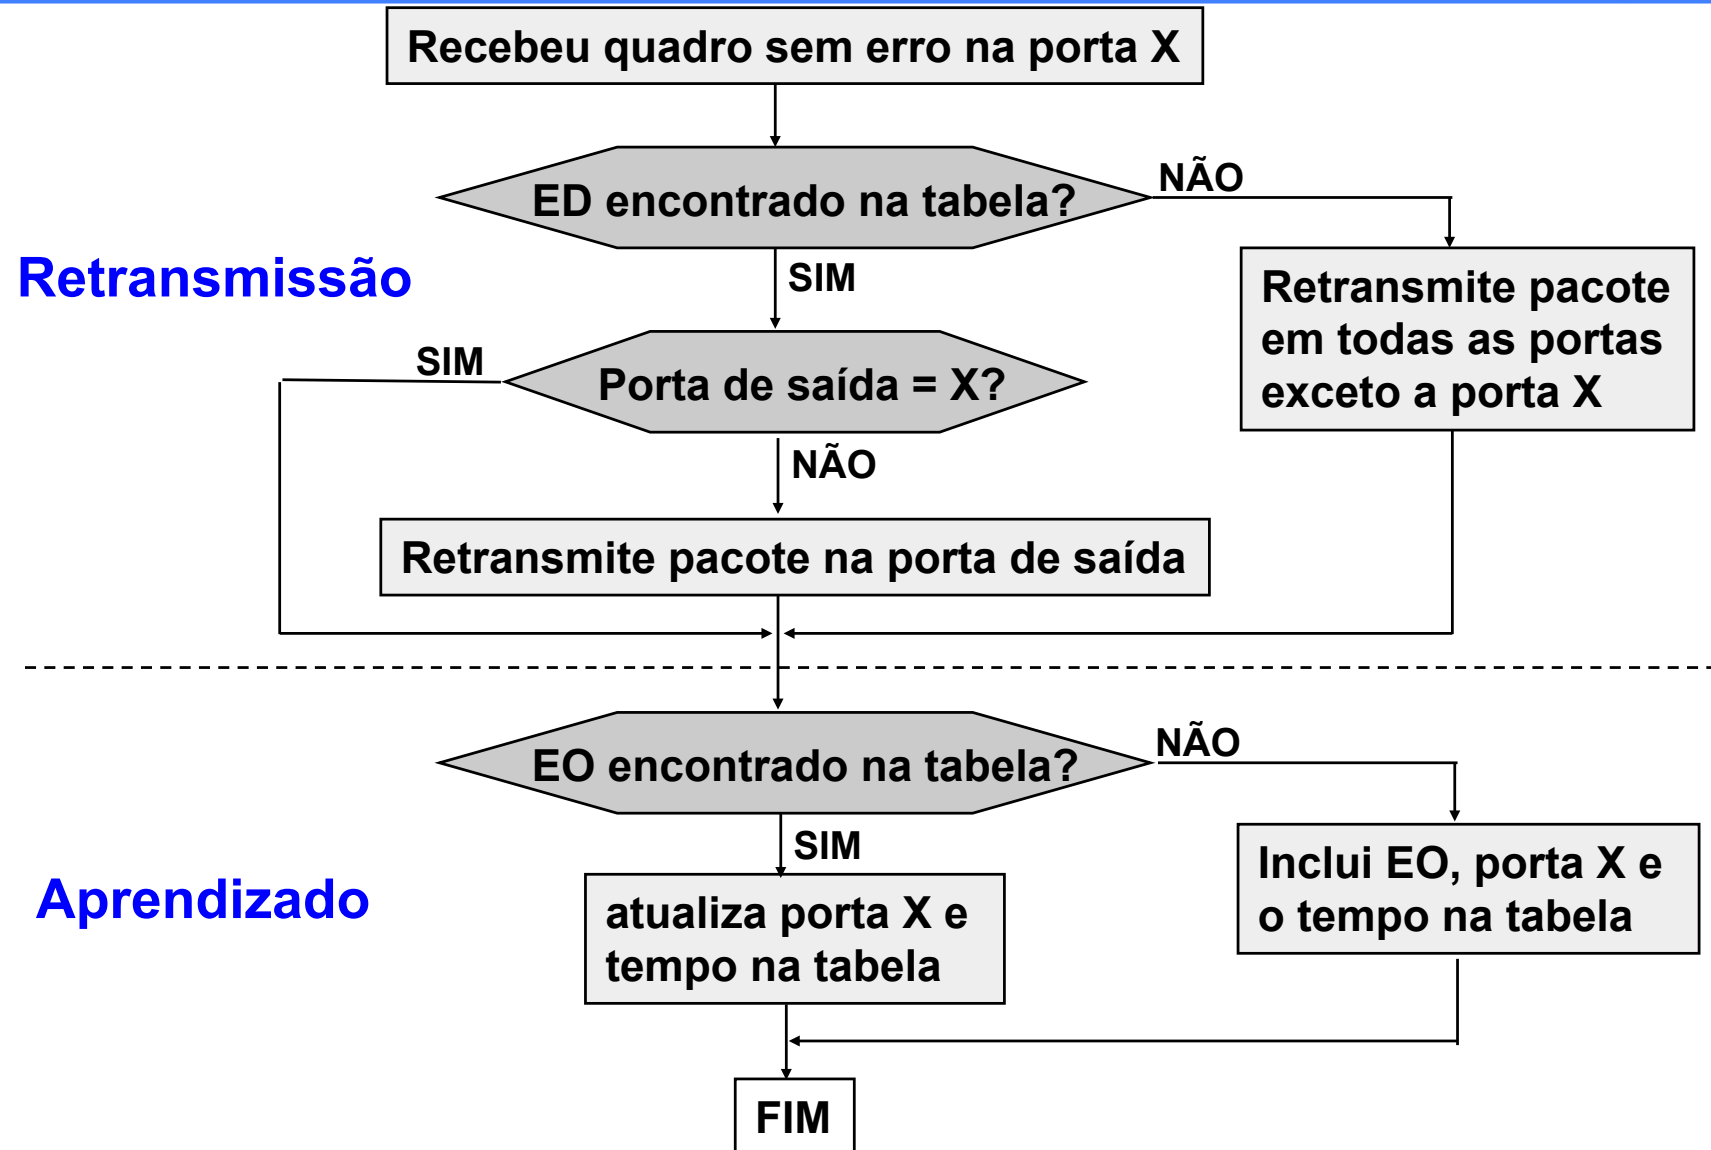 Recebeu quadro sem erro na porta X
ED encontrado na tabela?
NÃO
SIM
Retransmissão
Retransmite pacote
em todas as portas
exceto a porta X
SIM
Porta de saída = X?
NÃO
Retransmite pacote na porta de saída
EO encontrado na tabela?
NÃO
SIM
Aprendizado
Inclui EO, porta X e
o tempo na tabela
atualiza porta X e
tempo na tabela
FIM